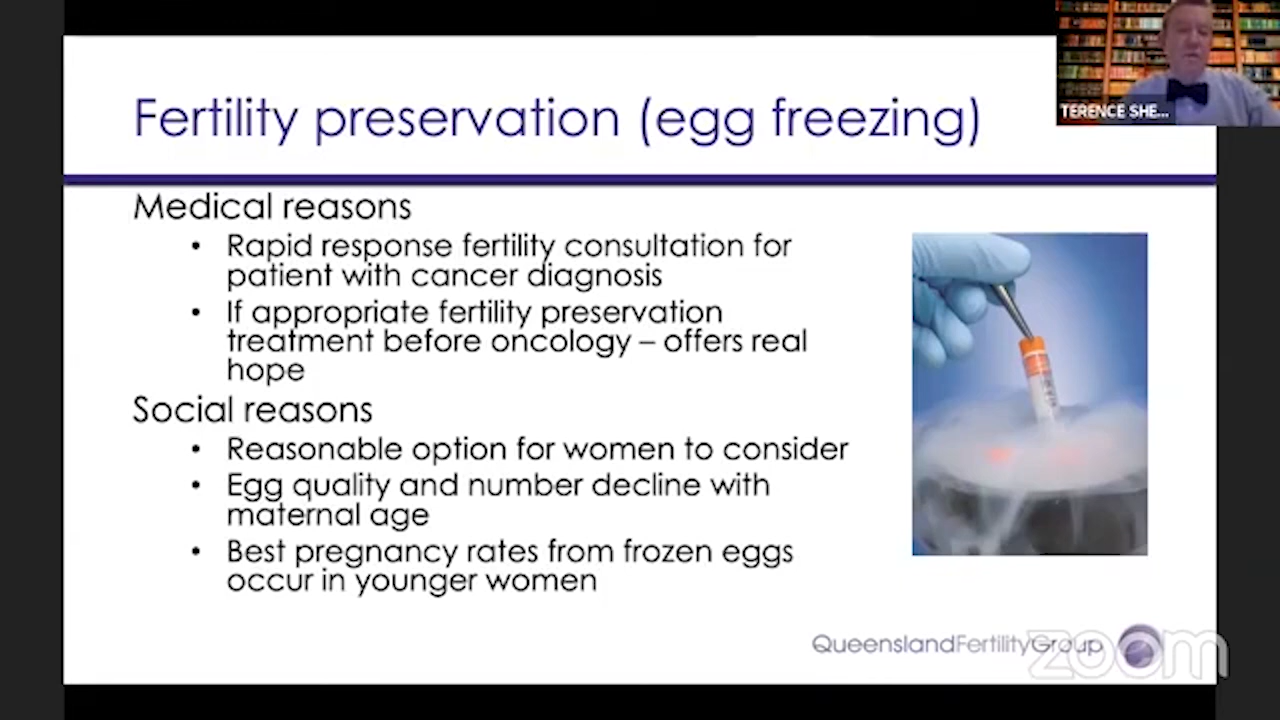 Fertility preservation (egg freezing)
TERENCE SHE...
Medical reasons
• Rapid response fertility consultation for
patient with cancer diagnosis
• If appropriate fertility preservation
treatment before oncology – offers real
hope
Social reasons
• Reasonable option for women to consider
• Egg quality and number decline with
maternal age
• Best pregnancy rates from frozen eggs
occur in younger women
QueenslandFertilityGroup
zoom